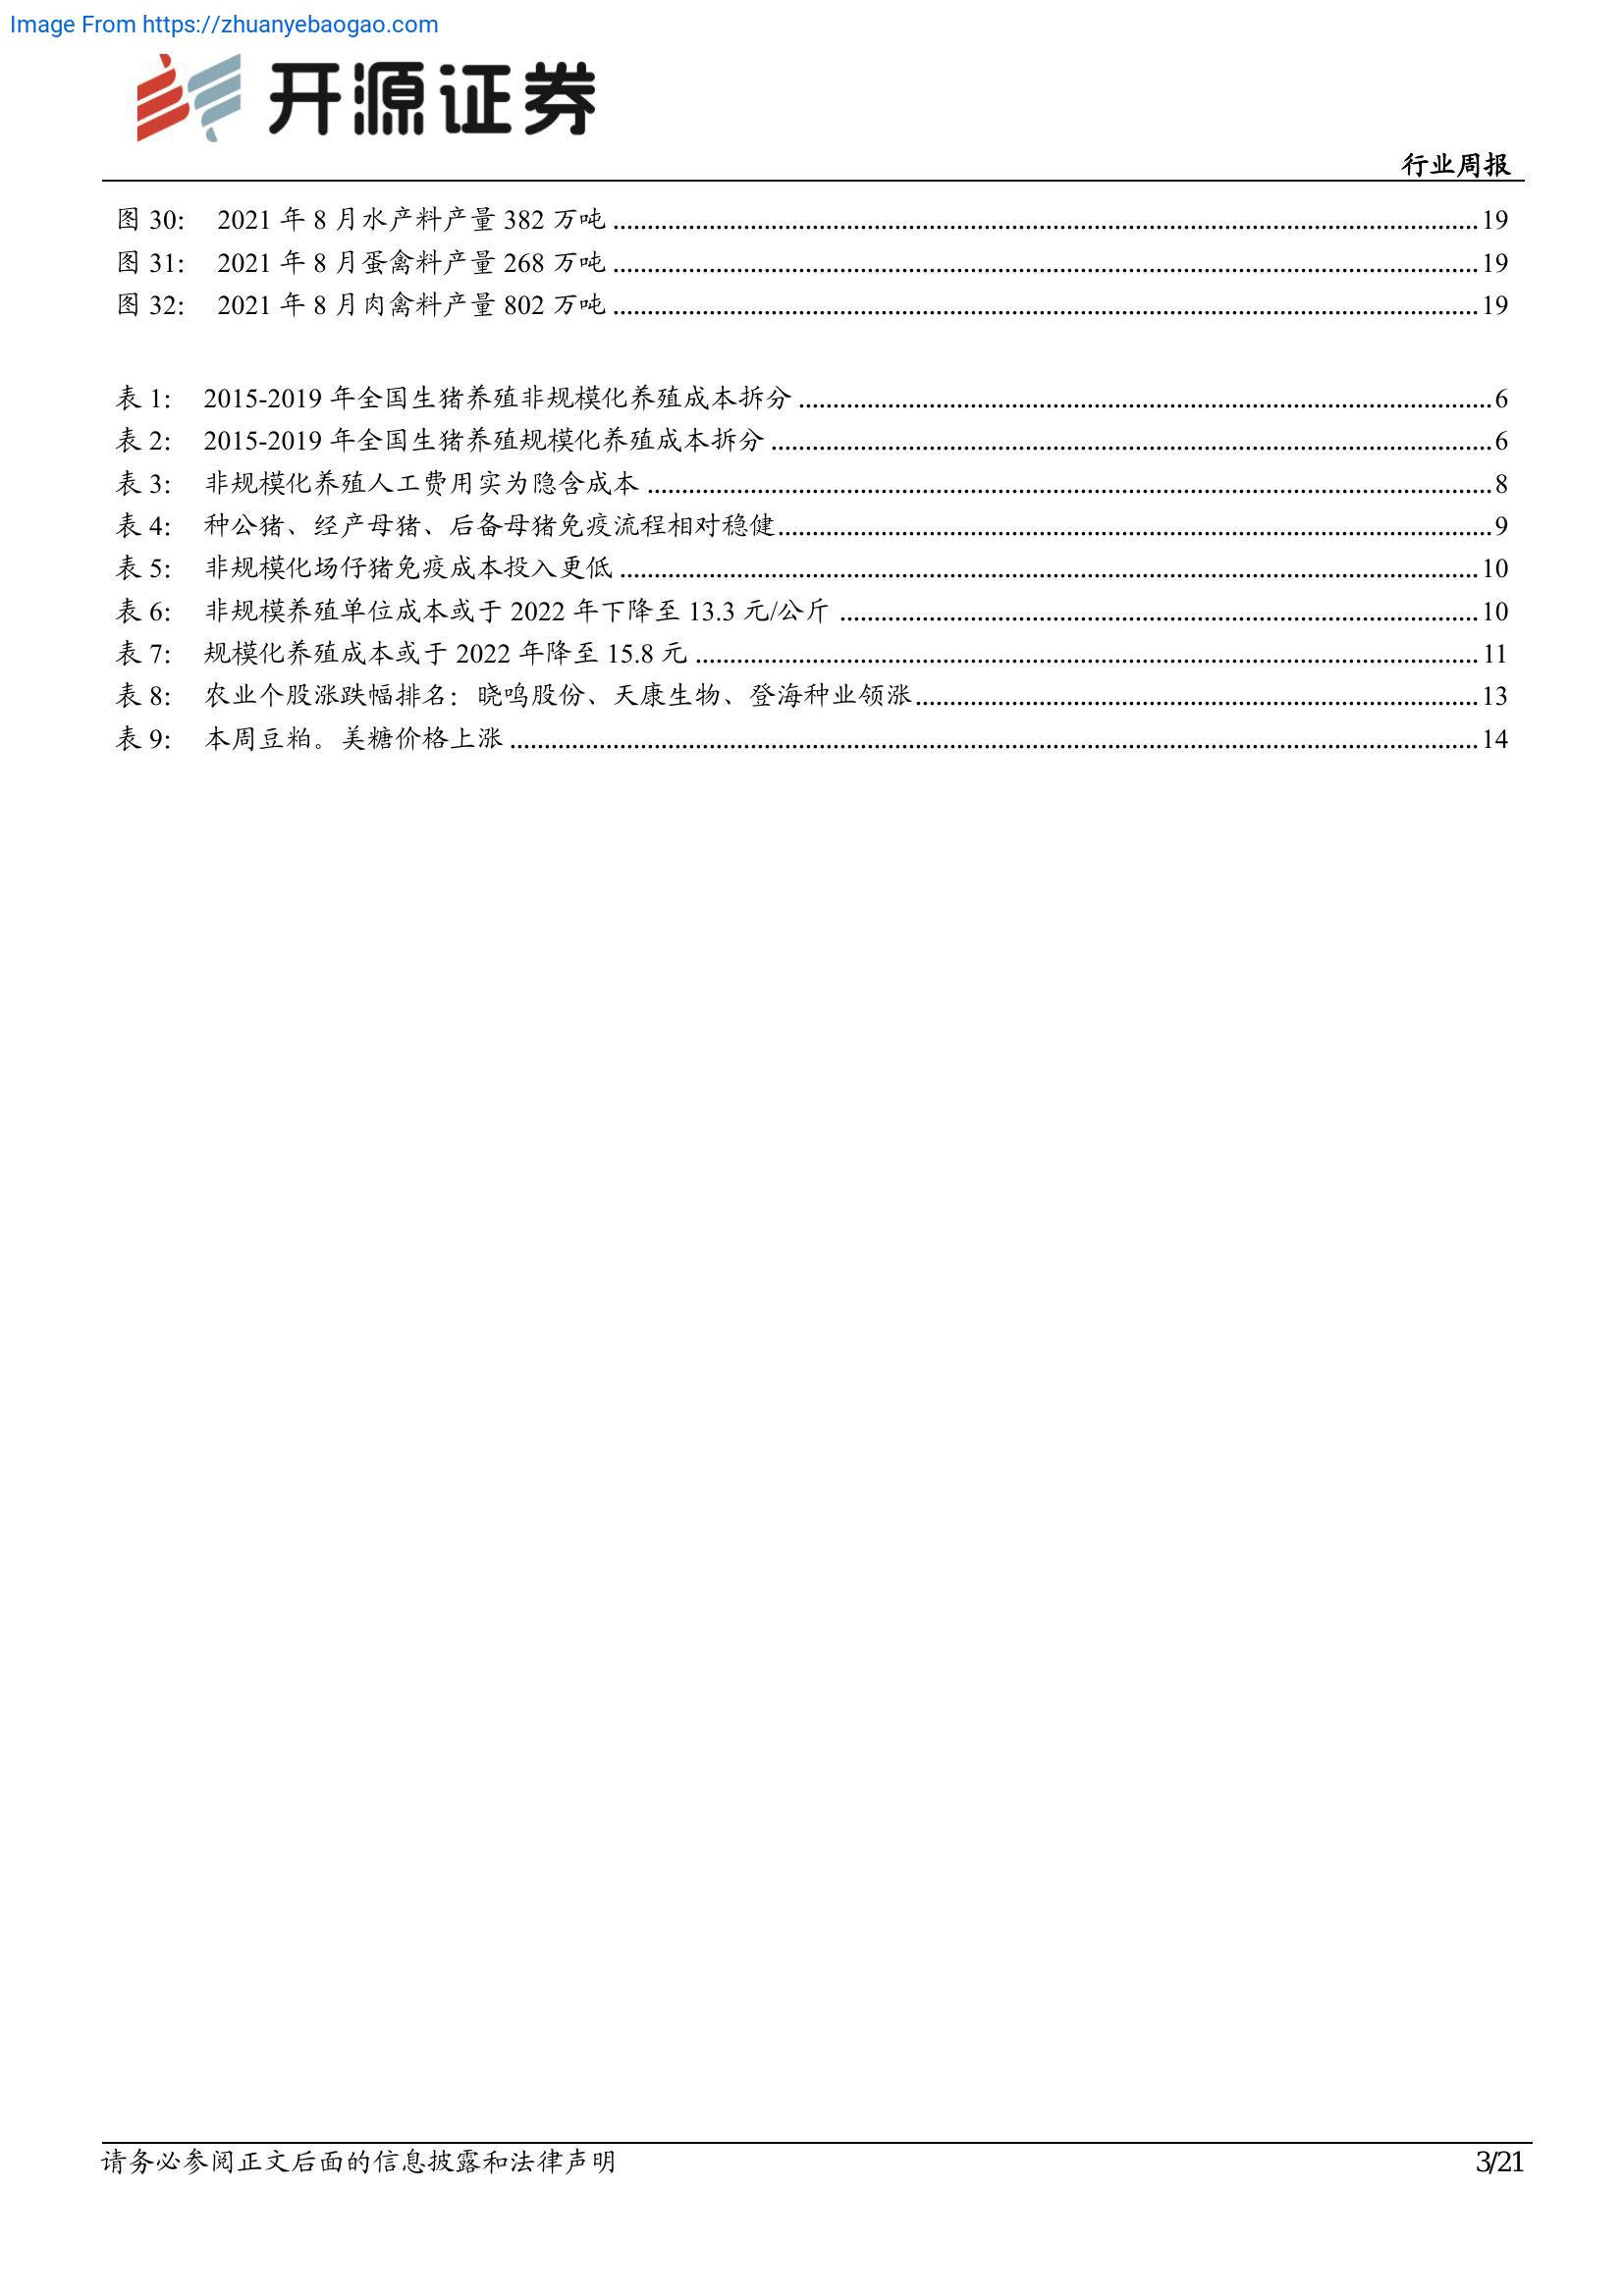 Image From https://zhuanyebaogao.com
开源证券
行业周报
图 30: 2021 年 8 月水产料产量 382 万吨 ........ 19
图 31: 2021 年 8 月蛋禽料产量 268 万吨 ........ 19
图 32: 2021 年 8 月肉禽料产量 802 万吨 ........ 19
表 1: 2015-2019 年全国生猪养殖非规模化养殖成本拆分 ........ 6
表 2: 2015-2019 年全国生猪养殖规模化养殖成本拆分 ........ 6
表 3: 非规模化养殖人工费用实为隐含成本 ........ 8
表 4: 种公猪、经产母猪、后备母猪免疫流程相对稳健 ........ 9
表 5: 非规模化场仔猪免疫成本投入更低 ........ 10
表 6: 非规模养殖单位成本或于 2022 年下降至 13.3 元/公斤 ........ 10
表 7: 规模化养殖成本或于 2022 年降至 15.8 元 ........ 11
表 8: 农业个股涨跌幅排名：晓鸣股份、天康生物、登海种业领涨 ........ 13
表 9: 本周豆粕。美糖价格上涨 ........ 14
请务必参阅正文后面的信息披露和法律声明
3/21